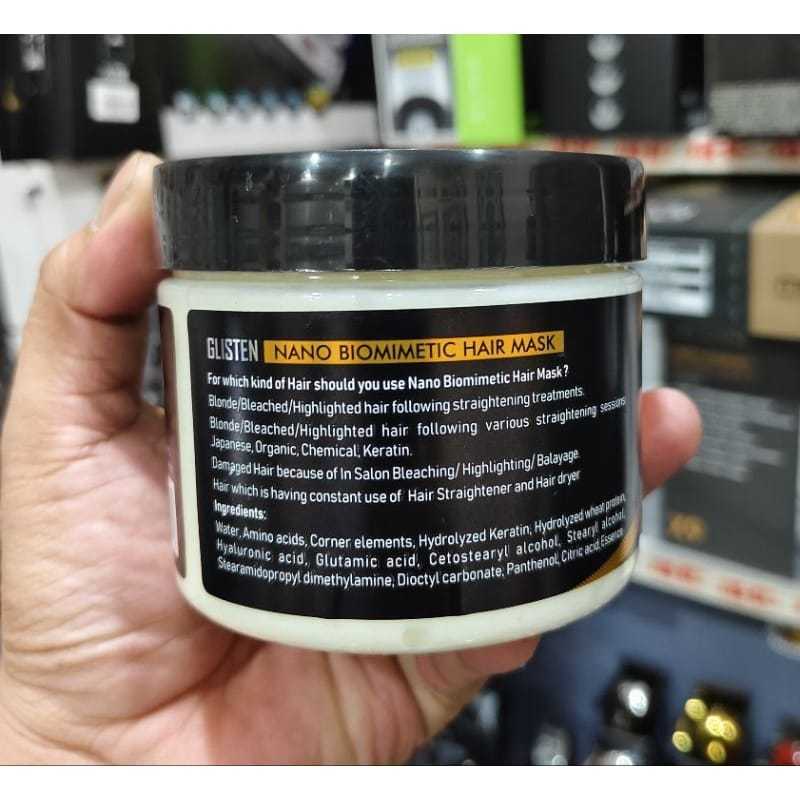 GLISTEN NANO BIOMIMETIC HAIR MASK
For which kind of Hair should you use Nano Biomimetic Hair Mask?
Blonde/Bleached/Highlighted hair following straightening treatments.
Blonde/Bleached/Highlighted hair following various straightening sessions
Japanese, Organic, Chemical, Keratin.
Damaged Hair because of In Salon Bleaching/ Highlighting/ Balayage.
Hair which is having constant use of Hair Straightener and Hair dryer
Ingredients:
Water, Amino acids, Corner elements, Hydrolyzed Keratin, Hydrolyzed wheat protein,
Hyaluronic acid, Glutamic acid, Cetostearyl alcohol, Stearyl alcohol,
Stearamidopropyl dimethylamine, Dioctyl carbonate, Panthenol, Citric acid, Essence